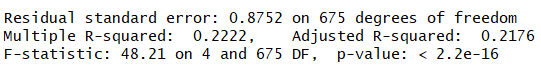 Residual standard error: 0.8752 on 675 degrees of freedom
Multiple R-squared:  0.2222,    Adjusted R-squared:  0.2176
F-statistic: 48.21 on 4 and 675 DF,  p-value: < 2.2e-16